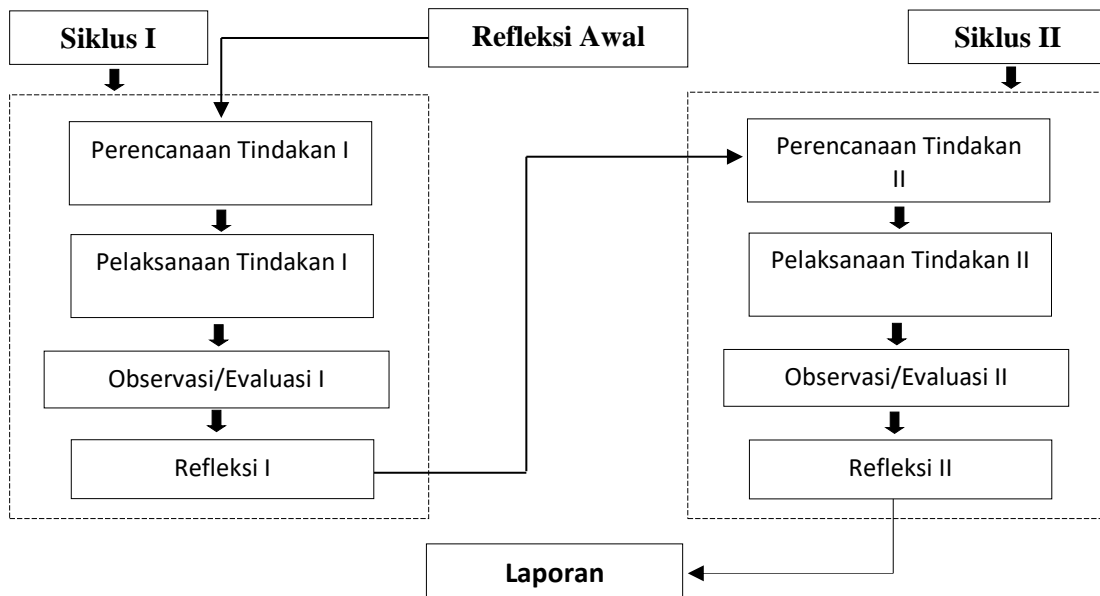 Siklus I
Refleksi Awal
Siklus II
Perencanaan Tindakan I
Pelaksanaan Tindakan I
Observasi/Evaluasi I
Refleksi I
Perencanaan Tindakan
II
Pelaksanaan Tindakan II
Observasi/Evaluasi II
Refleksi II
Laporan